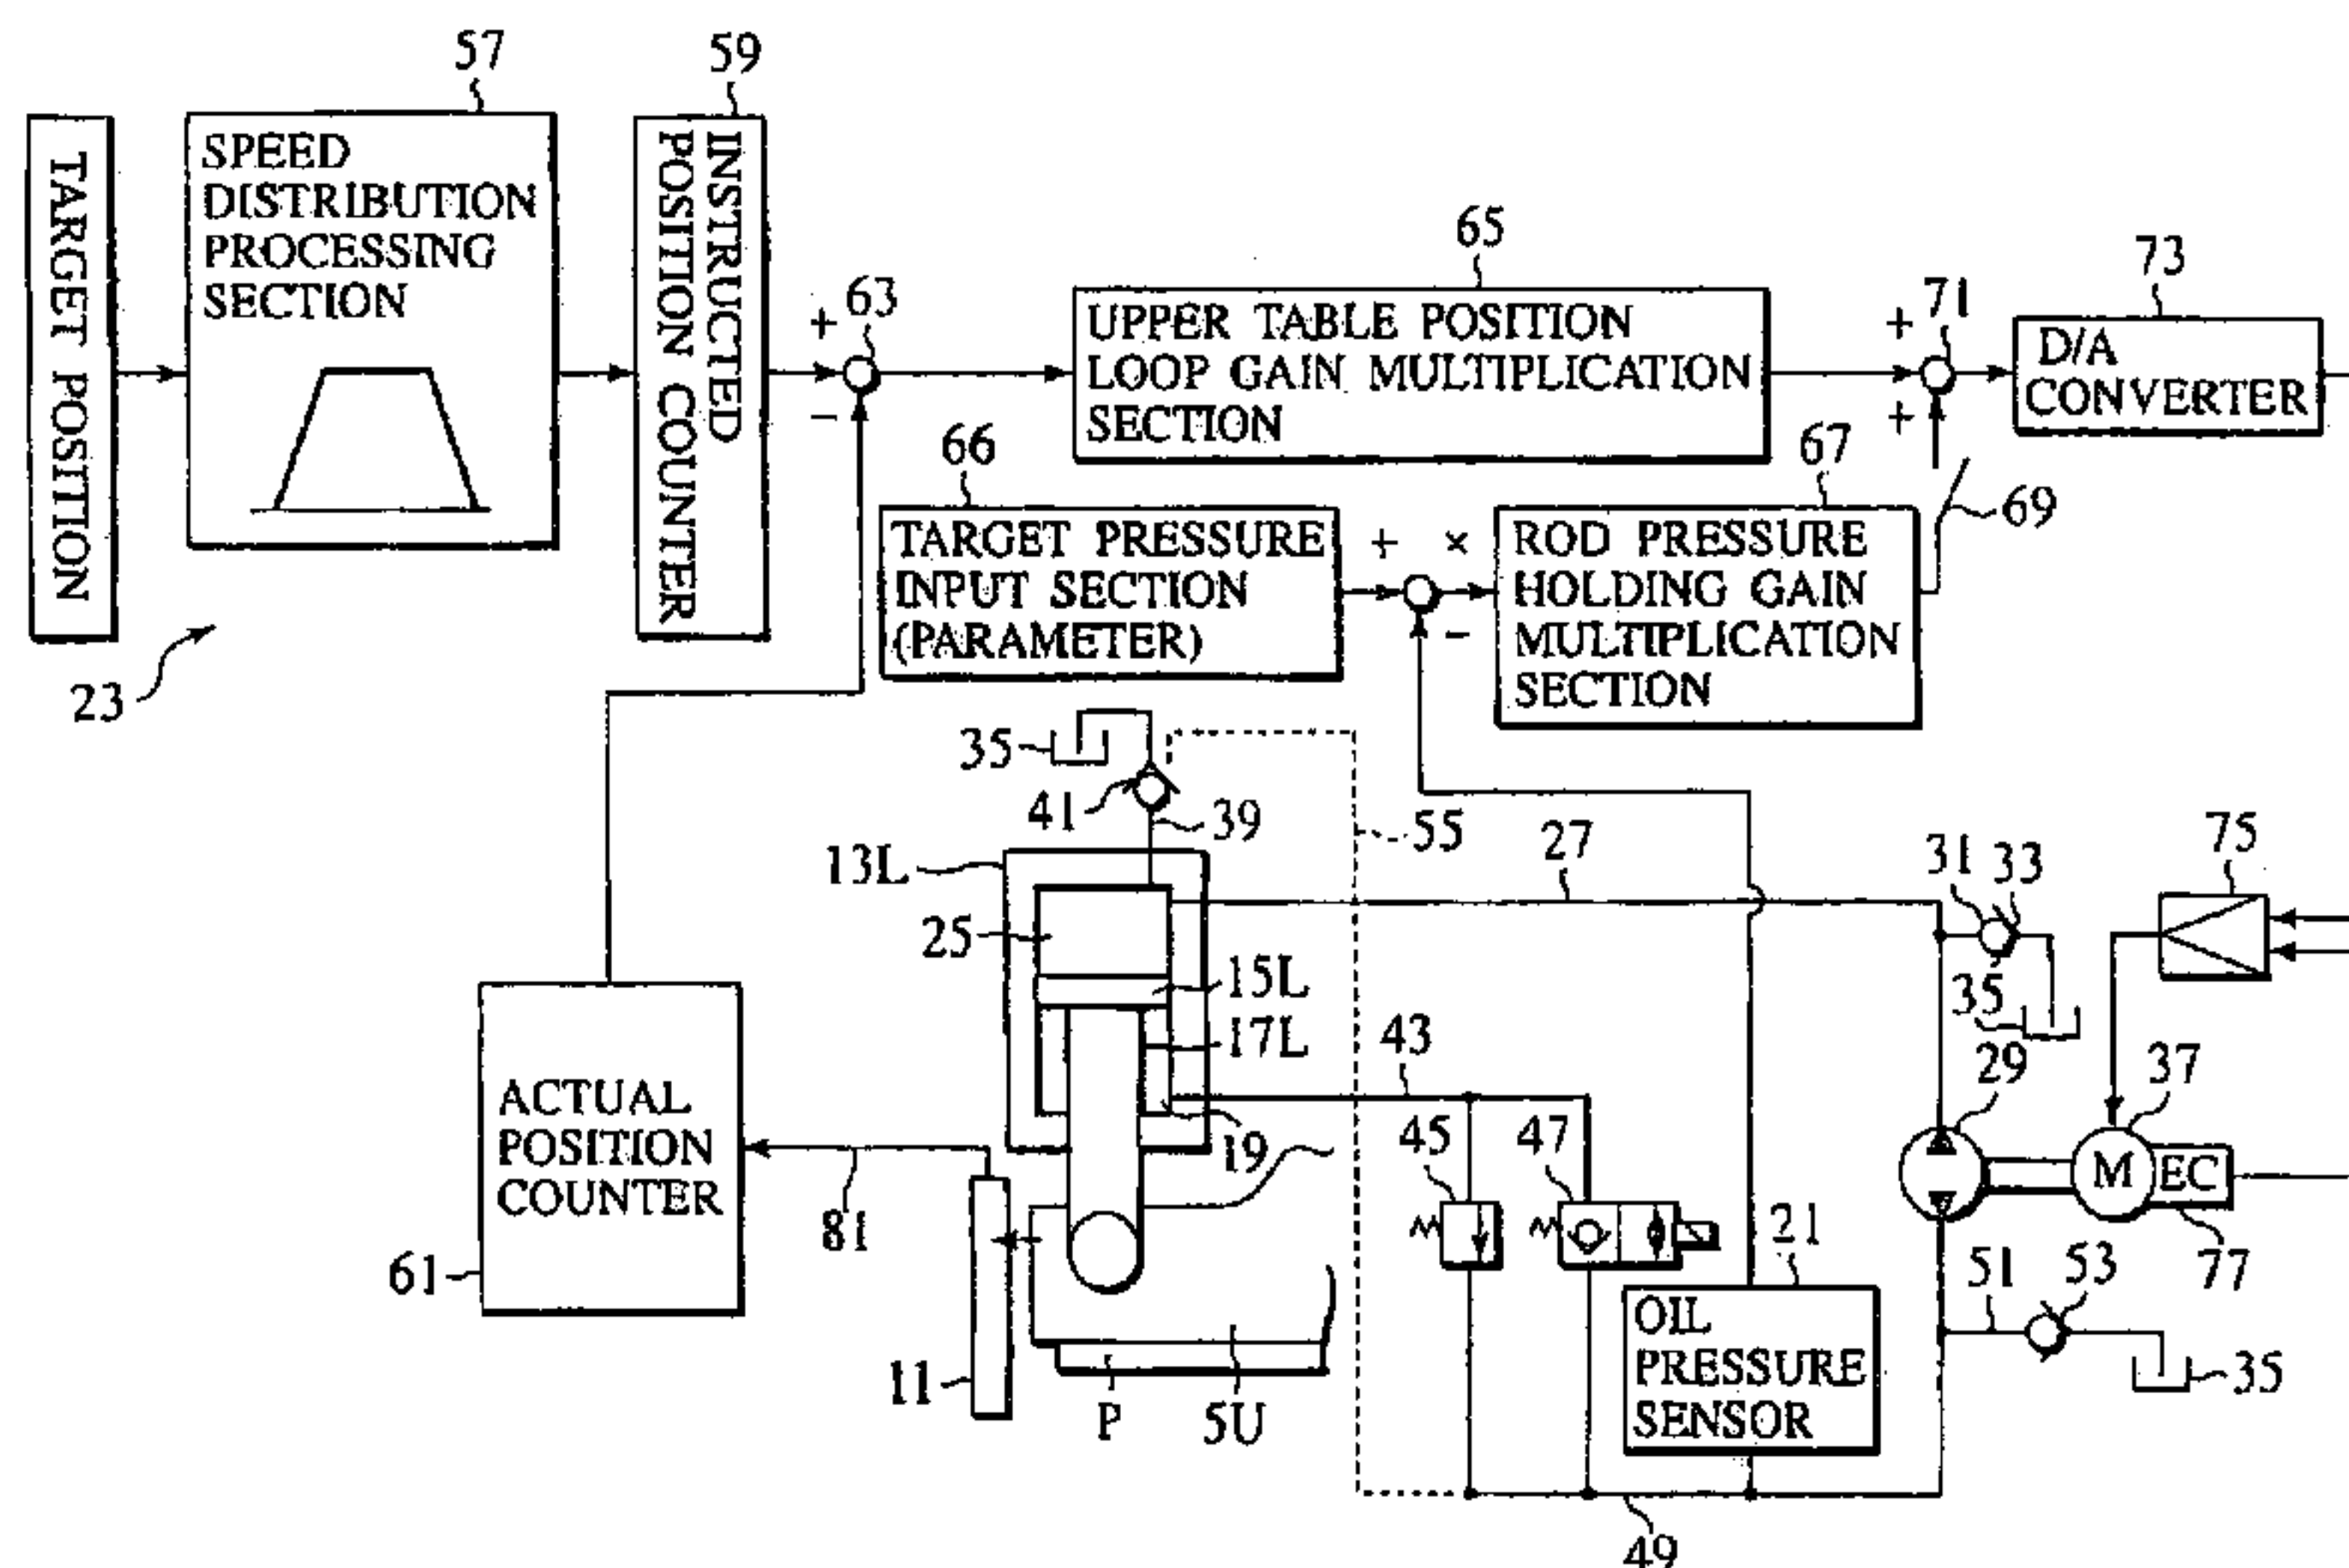 57
59
TARGET POSITION
SPEED
DISTRIBUTION
PROCESSING
SECTION
INSTRUCTED
POSITION COUNTER
23
+
63
-
65
UPPER TABLE POSITION
LOOP GAIN MULTIPLICATION
SECTION
+
71
+
73
D/A
CONVERTER
66
TARGET PRESSURE
INPUT SECTION
(PARAMETER)
+
×
-
67
ROD PRESSURE
HOLDING GAIN
MULTIPLICATION
SECTION
69
35
41
39
55
13L
25
15L
17L
19
27
31
33
35
75
29
37
M
EC
77
43
45
47
21
OIL
PRESSURE
SENSOR
51
53
35
49
ACTUAL
POSITION
COUNTER
61
81
11
P
5U